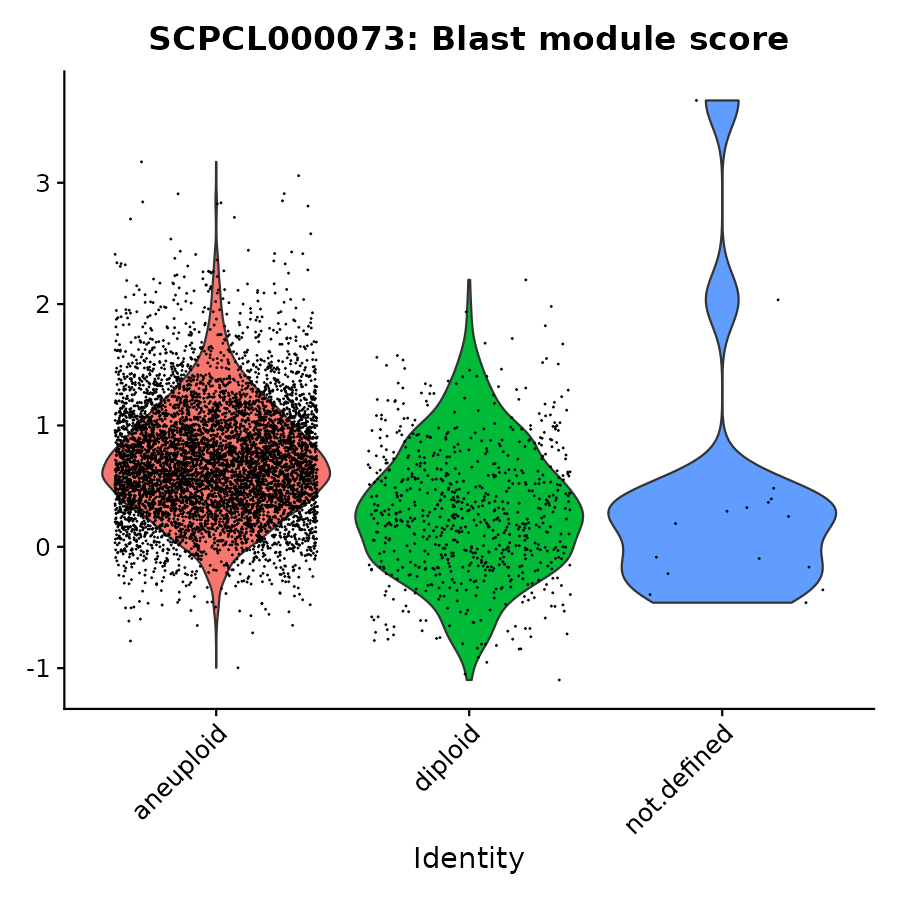 SCPCL000073: Blast module score
3
2
1
0
-1
aneuploid
diploid
not.defined
Identity